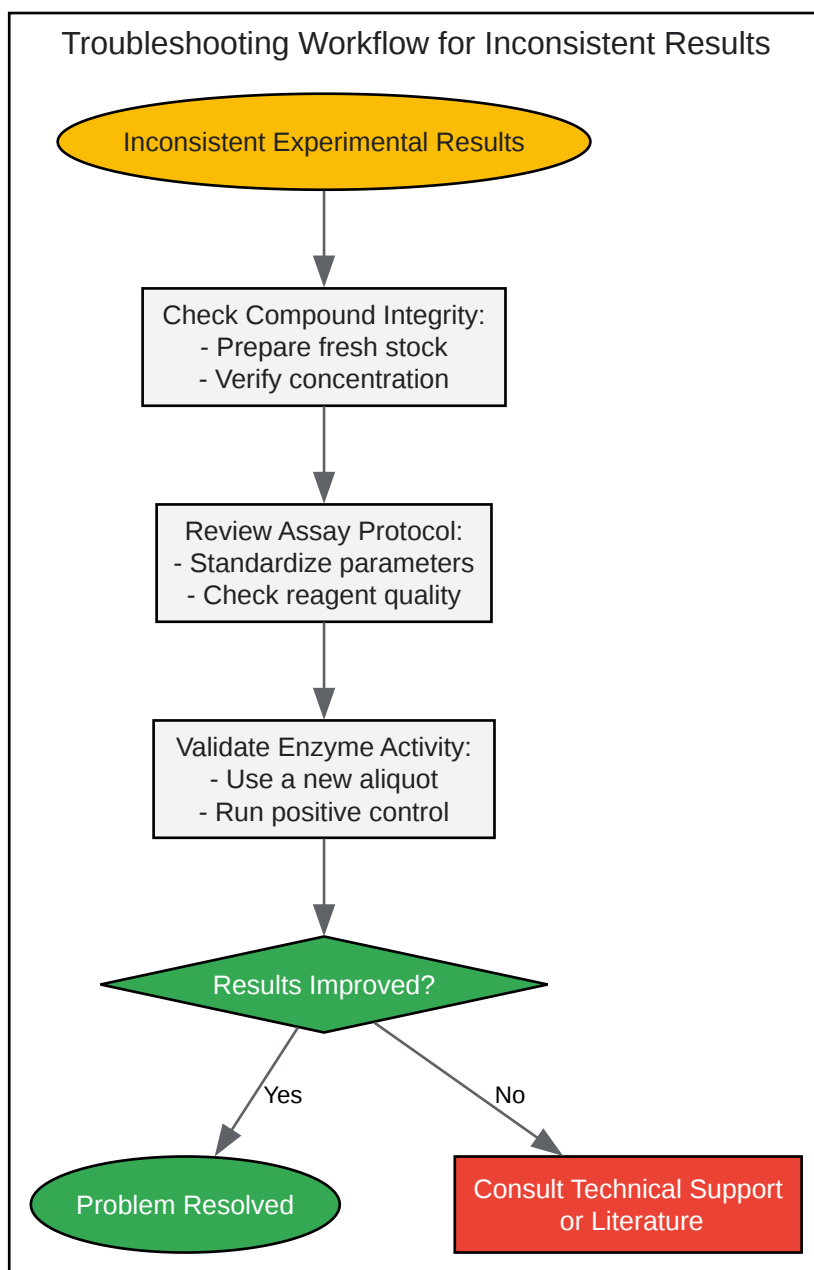 Troubleshooting Workflow for Inconsistent Results
Inconsistent Experimental Results
Check Compound Integrity:
- Prepare fresh stock
- Verify concentration
Review Assay Protocol:
- Standardize parameters
- Check reagent quality
Validate Enzyme Activity:
- Use a new aliquot
- Run positive control
Results Improved?
Yes
No
Problem Resolved
Consult Technical Support
or Literature